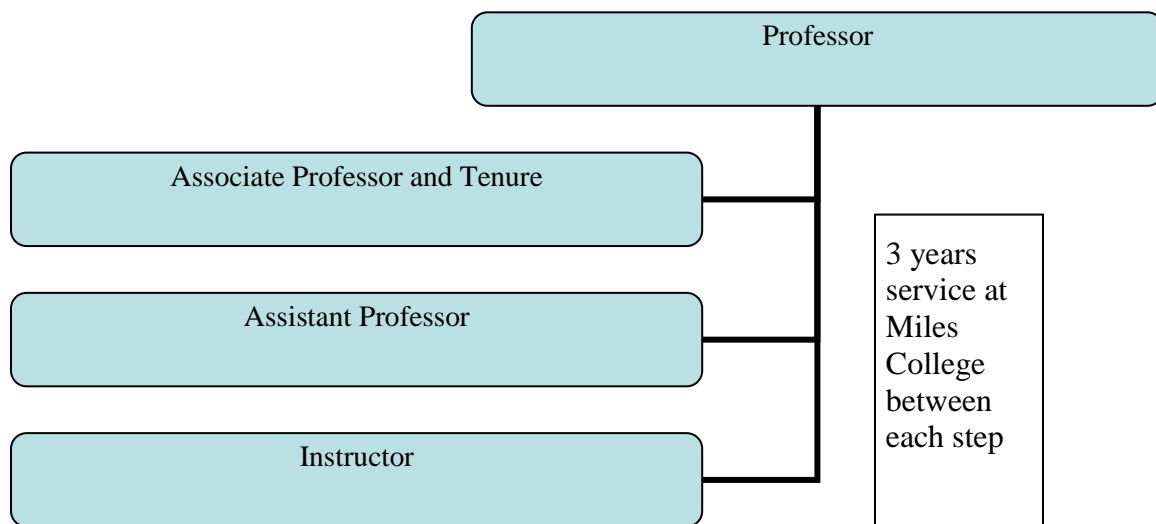 Professor
Associate Professor and Tenure
Assistant Professor
Instructor
3 years
service at
Miles
College
between
each step